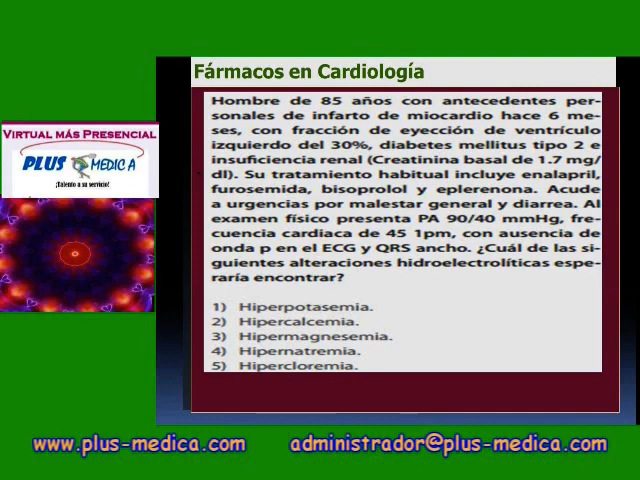 Fármacos en Cardiología
Hombre de 85 años con antecedentes per-
sonales de infarto de miocardio hace 6 me-
ses, con fracción de eyección de ventrículo
izquierdo del 30%, diabetes mellitus tipo 2 e
insuficiencia renal (Creatinina basal de 1.7 mg/
dl). Su tratamiento habitual incluye enalapril,
furosemida, bisoprolol y eplerenona. Acude
a urgencias por malestar general y diarrea. Al
examen físico presenta PA 90/40 mmHg, fre-
cuencia cardiaca de 45 1pm, con ausencia de
onda p en el ECG y QRS ancho. ¿Cuál de las si-
guientes alteraciones hidroelectrolíticas espe-
raría encontrar?
1) Hiperpotasemia.
2) Hipercalcemia.
3) Hipermagnesemia.
4) Hipernatremia.
5) Hipercloremia.
VIRTUAL MÁS PRESENCIAL
PLUS MEDICA
¡Talento a su servicio!
www.plus-medica.com administrador@plus-medica.com